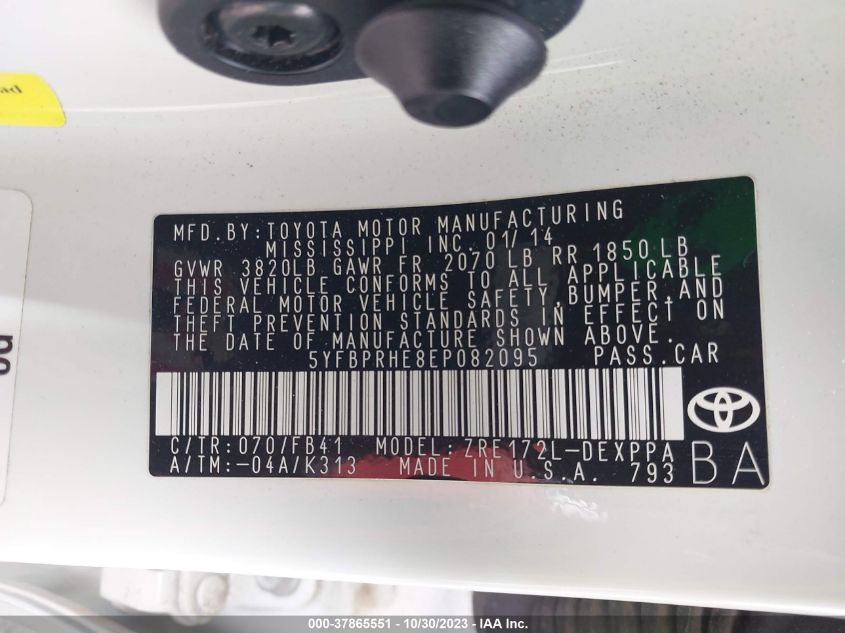 ad
MFD. BY: TOYOTA MOTOR MANUFACTURING
MISSISSIPPI INC. 01/14
GVWR 3820LB GAWR FR 2070 LB RR 1850 LB
THIS VEHICLE CONFORMS TO ALL APPLICABLE
FEDERAL MOTOR VEHICLE SAFETY, BUMPER, AND
THEFT PREVENTION STANDARDS IN EFFECT ON
THE DATE OF MANUFACTURE SHOWN ABOVE.
5YFBPRHE8EP082095 PASS. CAR
C/TR: 070/FB41 MODEL: ZRE172L-DEXPPA
A/TM: -04A/K313 MADE IN U.S.A. 793
BA
000-37865551 - 10/30/2023 - IAA Inc.